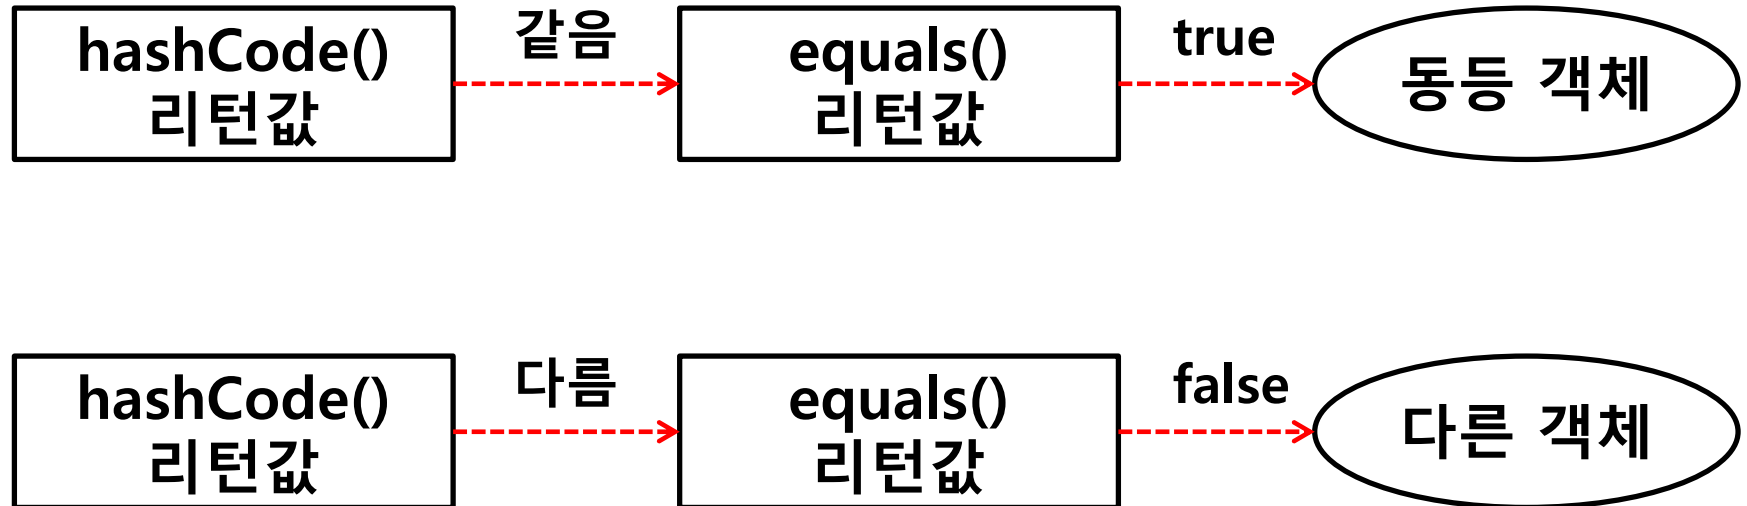 hashCode()
리턴값
같음
equals()
리턴값
true
동등 객체
hashCode()
리턴값
다름
equals()
리턴값
false
다른 객체